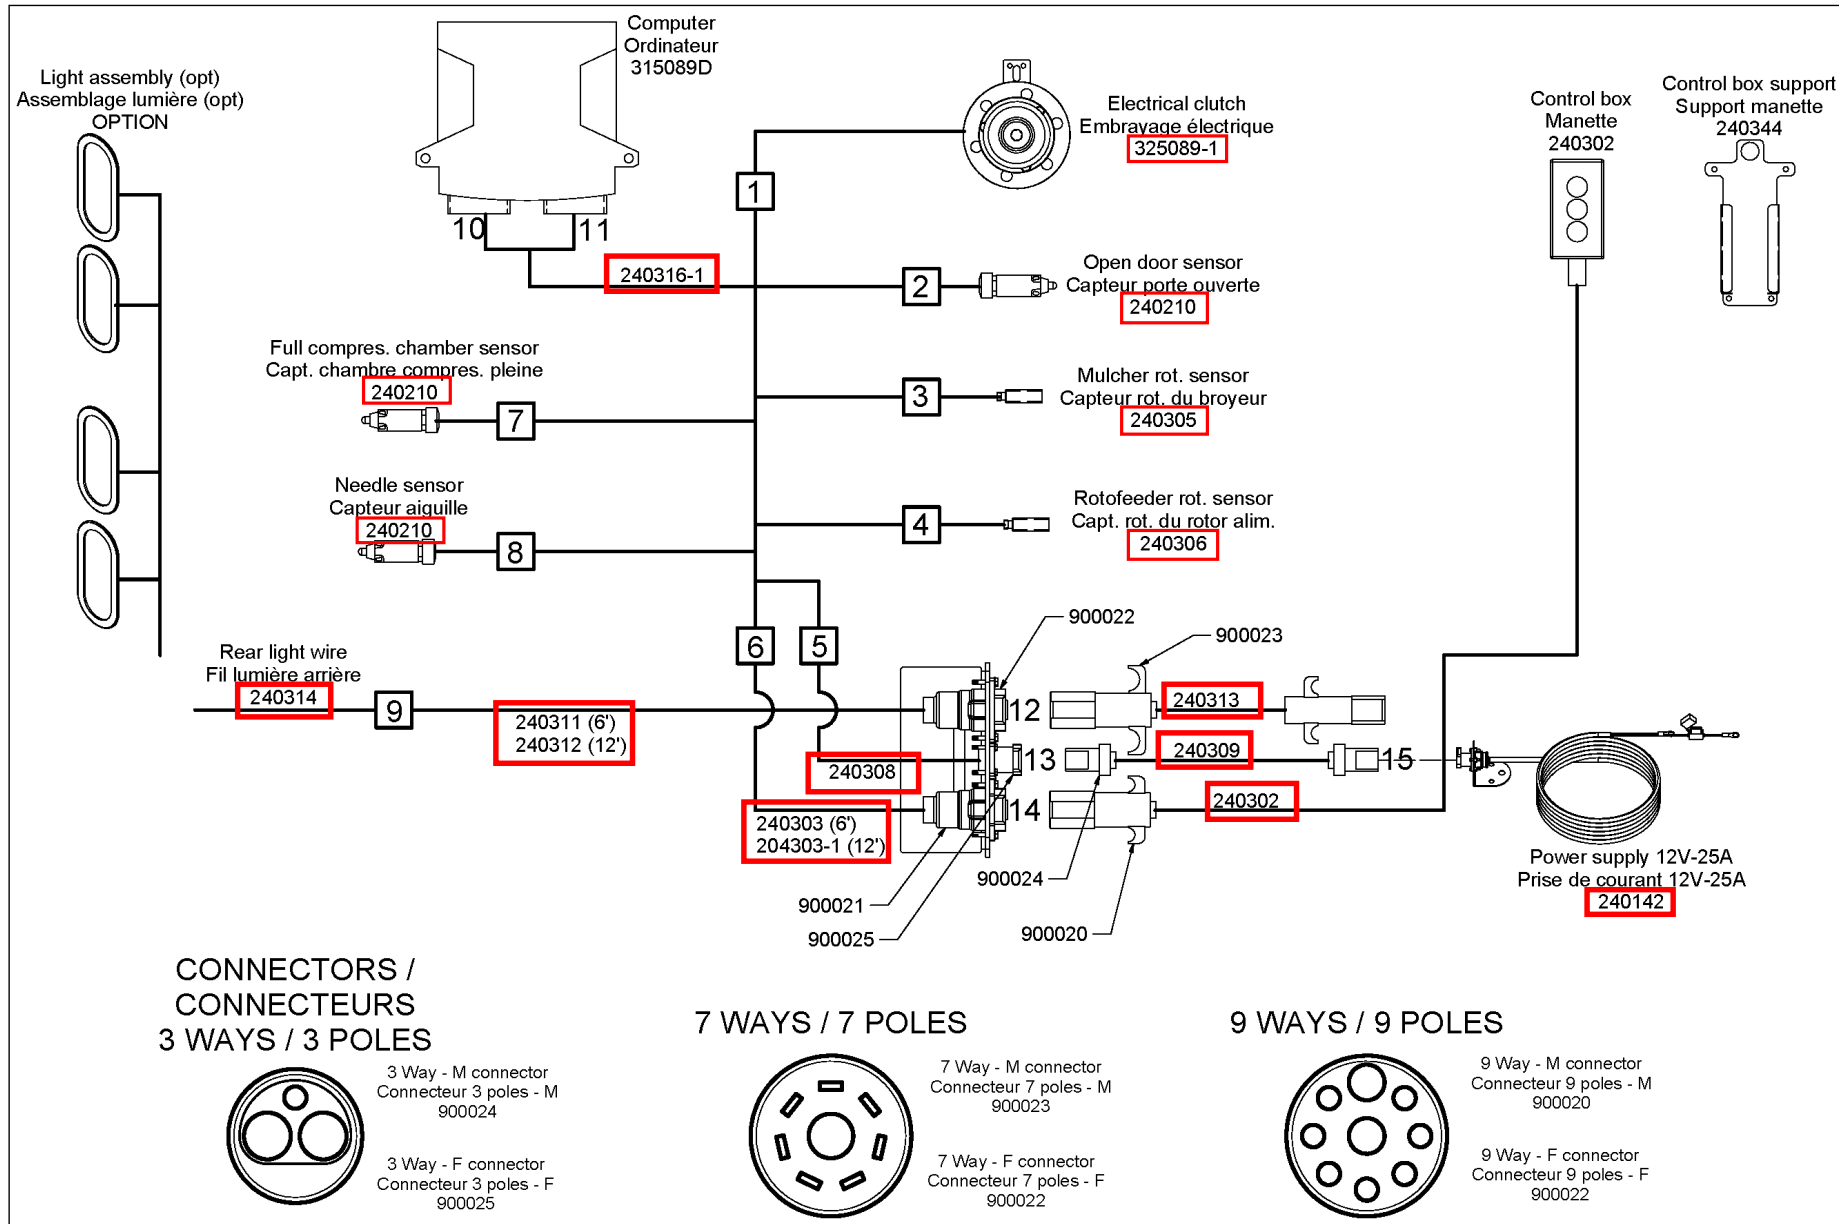 Computer
Ordinateur
315089D
Light assembly (opt)
Assemblage lumière (opt)
OPTION
Electrical clutch
Embrayage électrique
325089-1
Control box
Manette
240302
Control box support
Support manette
240344
1
10
11
240316-1
2
Open door sensor
Capteur porte ouverte
240210
Full compres. chamber sensor
Capt. chambre compres. pleine
240210
7
3
Mulcher rot. sensor
Capteur rot. du broyeur
240305
Needle sensor
Capteur aiguille
240210
8
4
Rotofeeder rot. sensor
Capt. rot. du rotor alim.
240306
6
5
900022
900023
Rear light wire
Fil lumière arrière
240314
9
240311 (6')
240312 (12')
12
240313
240308
13
240309
15
240303 (6')
204303-1 (12')
14
240302
900024
900021
900025
900020
Power supply 12V-25A
Prise de courant 12V-25A
240142
CONNECTORS /
CONNECTEURS
3 WAYS / 3 POLES
3 Way - M connector
Connecteur 3 poles - M
900024
3 Way - F connector
Connecteur 3 poles - F
900025
7 WAYS / 7 POLES
7 Way - M connector
Connecteur 7 poles - M
900023
7 Way - F connector
Connecteur 7 poles - F
900022
9 WAYS / 9 POLES
9 Way - M connector
Connecteur 9 poles - M
900020
9 Way - F connector
Connecteur 9 poles - F
900022